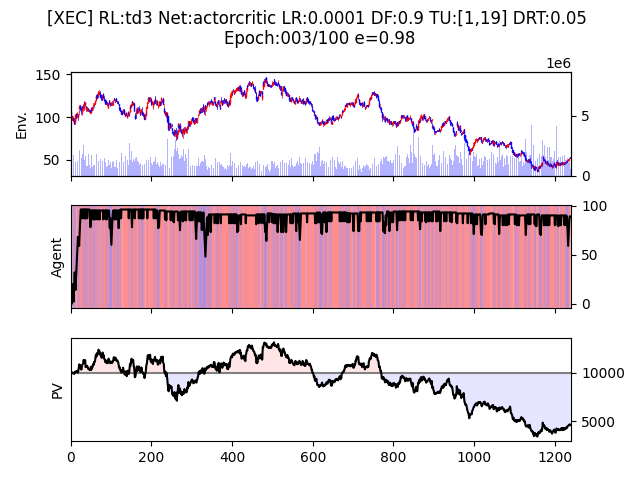 [XEC] RL:td3 Net:actorcritic LR:0.0001 DF:0.9 TU:[1,19] DRT:0.05
Epoch:003/100 e=0.98
1e6
150
100
50
Env.
5
0
Agent
100
50
0
PV
10000
5000
0 200 400 600 800 1000 1200